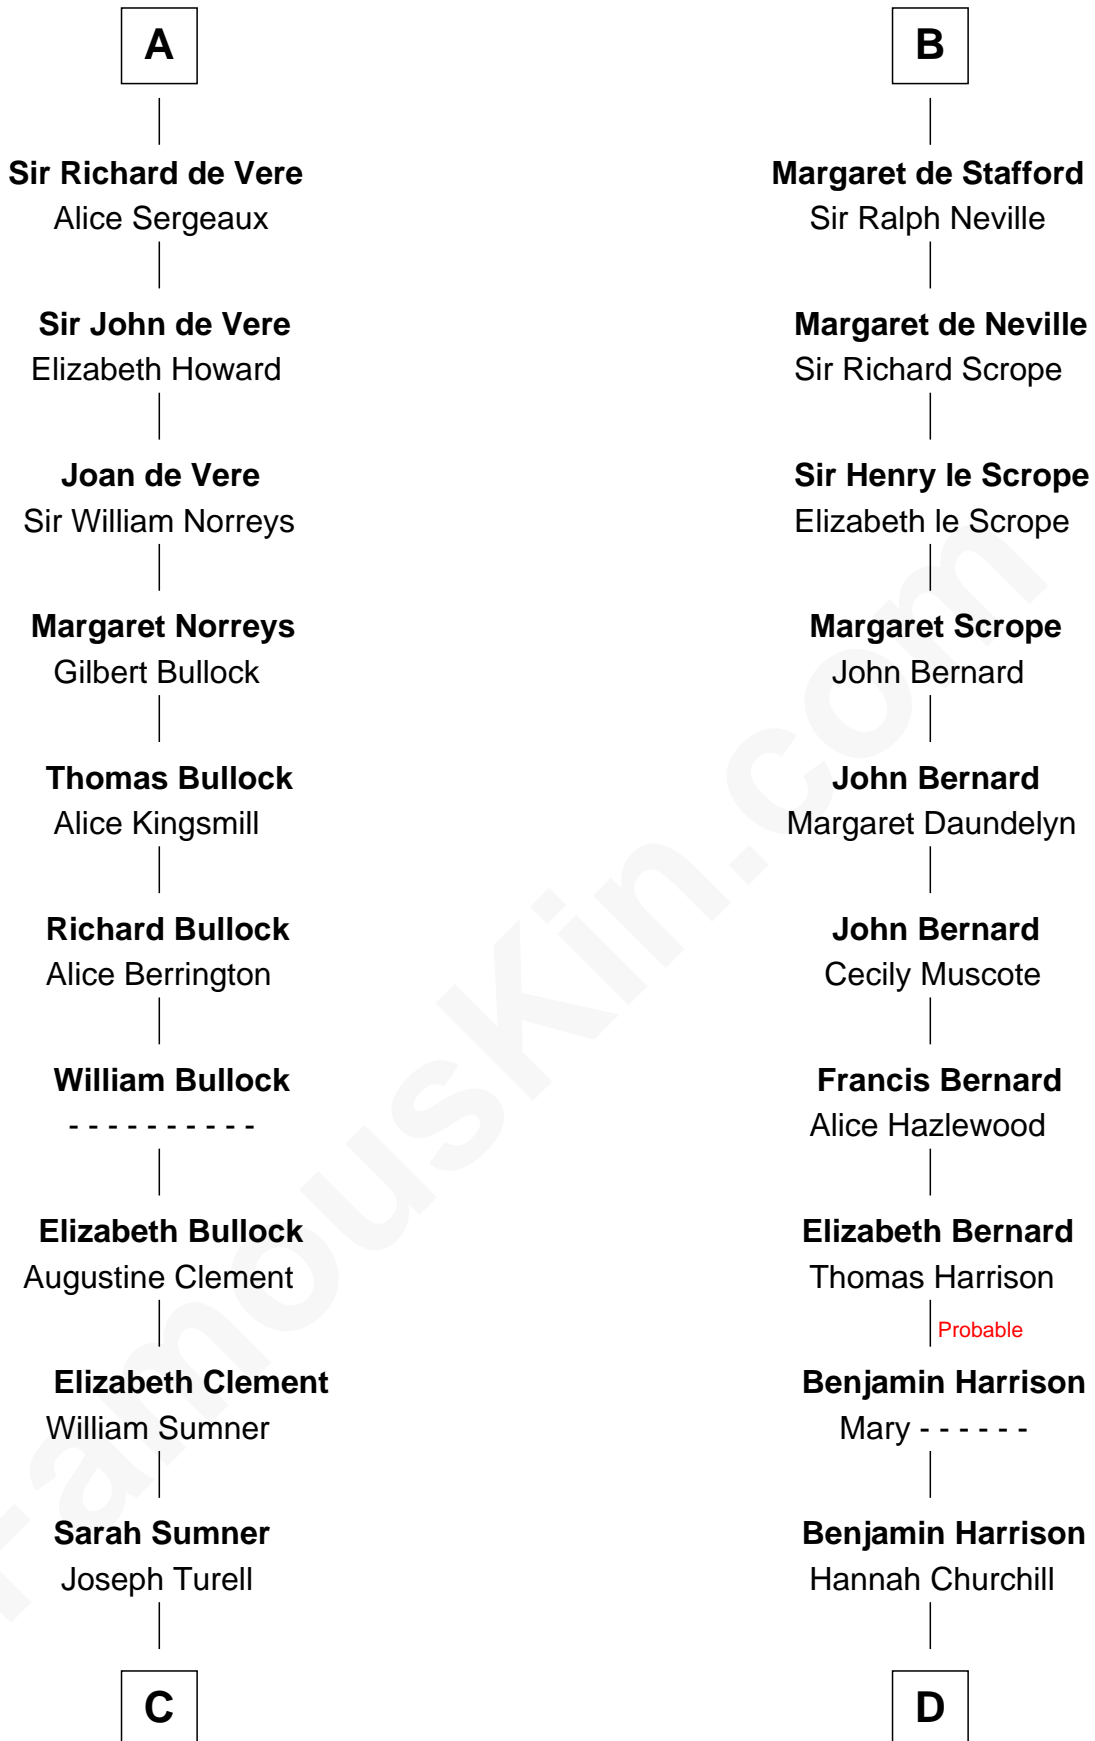 A
Sir Richard de Vere
Alice Sergeaux
Sir John de Vere
Elizabeth Howard
Joan de Vere
Sir William Norreys
Margaret Norreys
Gilbert Bullock
Thomas Bullock
Alice Kingsmill
Richard Bullock
Alice Berrington
William Bullock
- - - - - - - - - -
Elizabeth Bullock
Augustine Clement
Elizabeth Clement
William Sumner
Sarah Sumner
Joseph Turell
C
B
Margaret de Stafford
Sir Ralph Neville
Margaret de Neville
Sir Richard Scrope
Sir Henry le Scrope
Elizabeth le Scrope
Margaret Scrope
John Bernard
John Bernard
Margaret Daundelyn
John Bernard
Cecily Muscote
Francis Bernard
Alice Hazlewood
Elizabeth Bernard
Thomas Harrison
Probable
Benjamin Harrison
Mary - - - - - -
Benjamin Harrison
Hannah Churchill
D
FamousKin.com